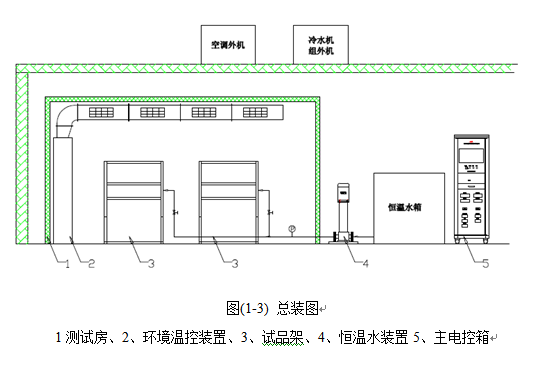 空调外机
冷水机
组外机
恒温水箱
P
1
2
3
3
4
5
图(1-3) 总装图
1 测试房、2、环境温控装置、3、试品架、4、恒温水装置 5、主电控箱